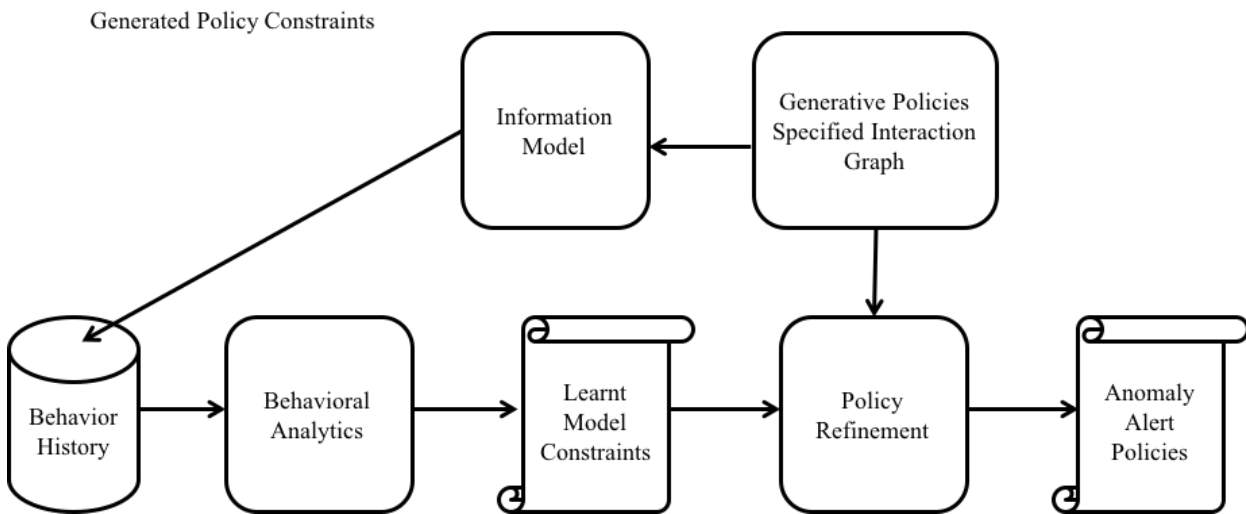 Generated Policy Constraints
Information
Model
Generative Policies
Specified Interaction
Graph
Behavior
History
Behavioral
Analytics
Learnt
Model
Constraints
Policy
Refinement
Anomaly
Alert
Policies